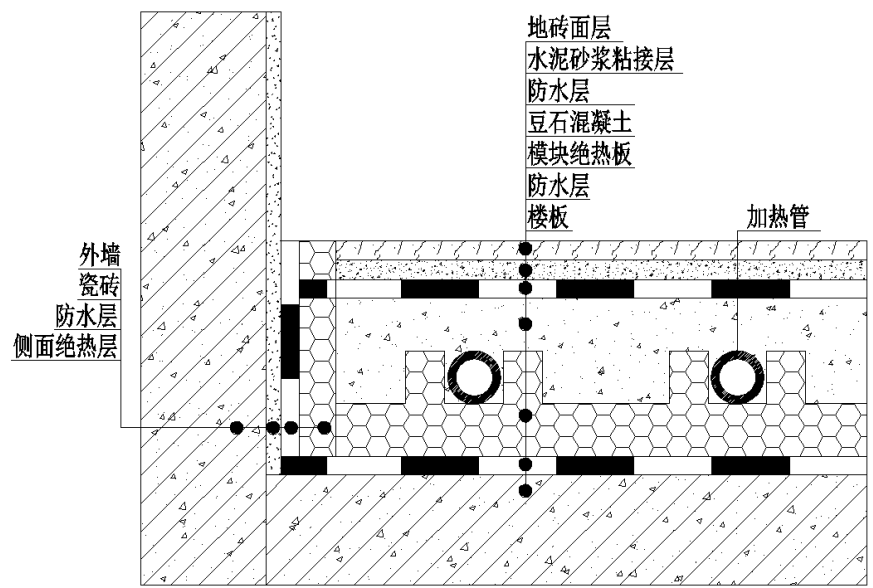 地砖面层
水泥砂浆粘接层
防水层
豆石混凝土
模块绝热板
防水层
楼板
加热管
外墙
瓷砖
防水层
侧面绝热层